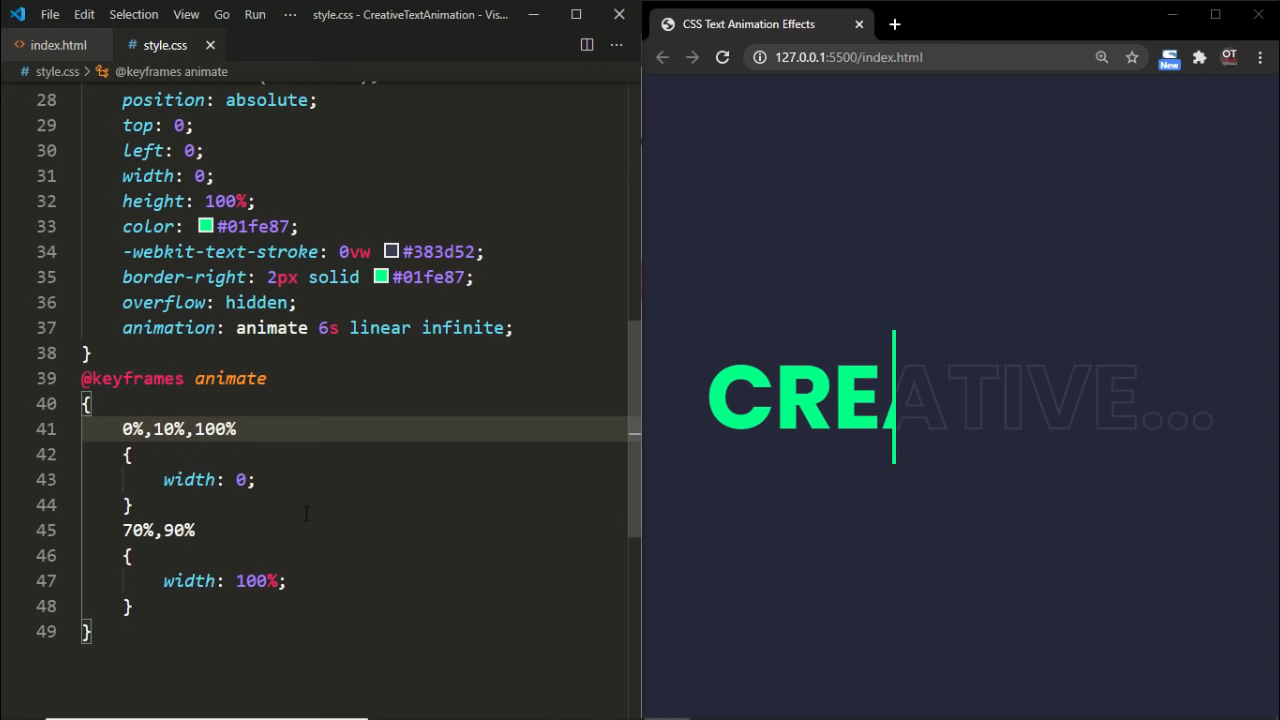 File Edit Selection View Go Run ··· style.css - CreativeTextAnimation - Vis...
index.html
style.css
style.css > @keyframes animate
28 position: absolute;
29 top: 0;
30 left: 0;
31 width: 0;
32 height: 100%;
33 color: #01fe87;
34 -webkit-text-stroke: 0vw #383d52;
35 border-right: 2px solid #01fe87;
36 overflow: hidden;
37 animation: animate 6s linear infinite;
38 }
39 @keyframes animate
40 {
41 0%,10%,100%
42 {
43 width: 0;
44 }
45 70%,90%
46 {
47 width: 100%;
48 }
49 }
CSS Text Animation Effects
127.0.0.1:5500/index.html
New
OT
CREATIVE...